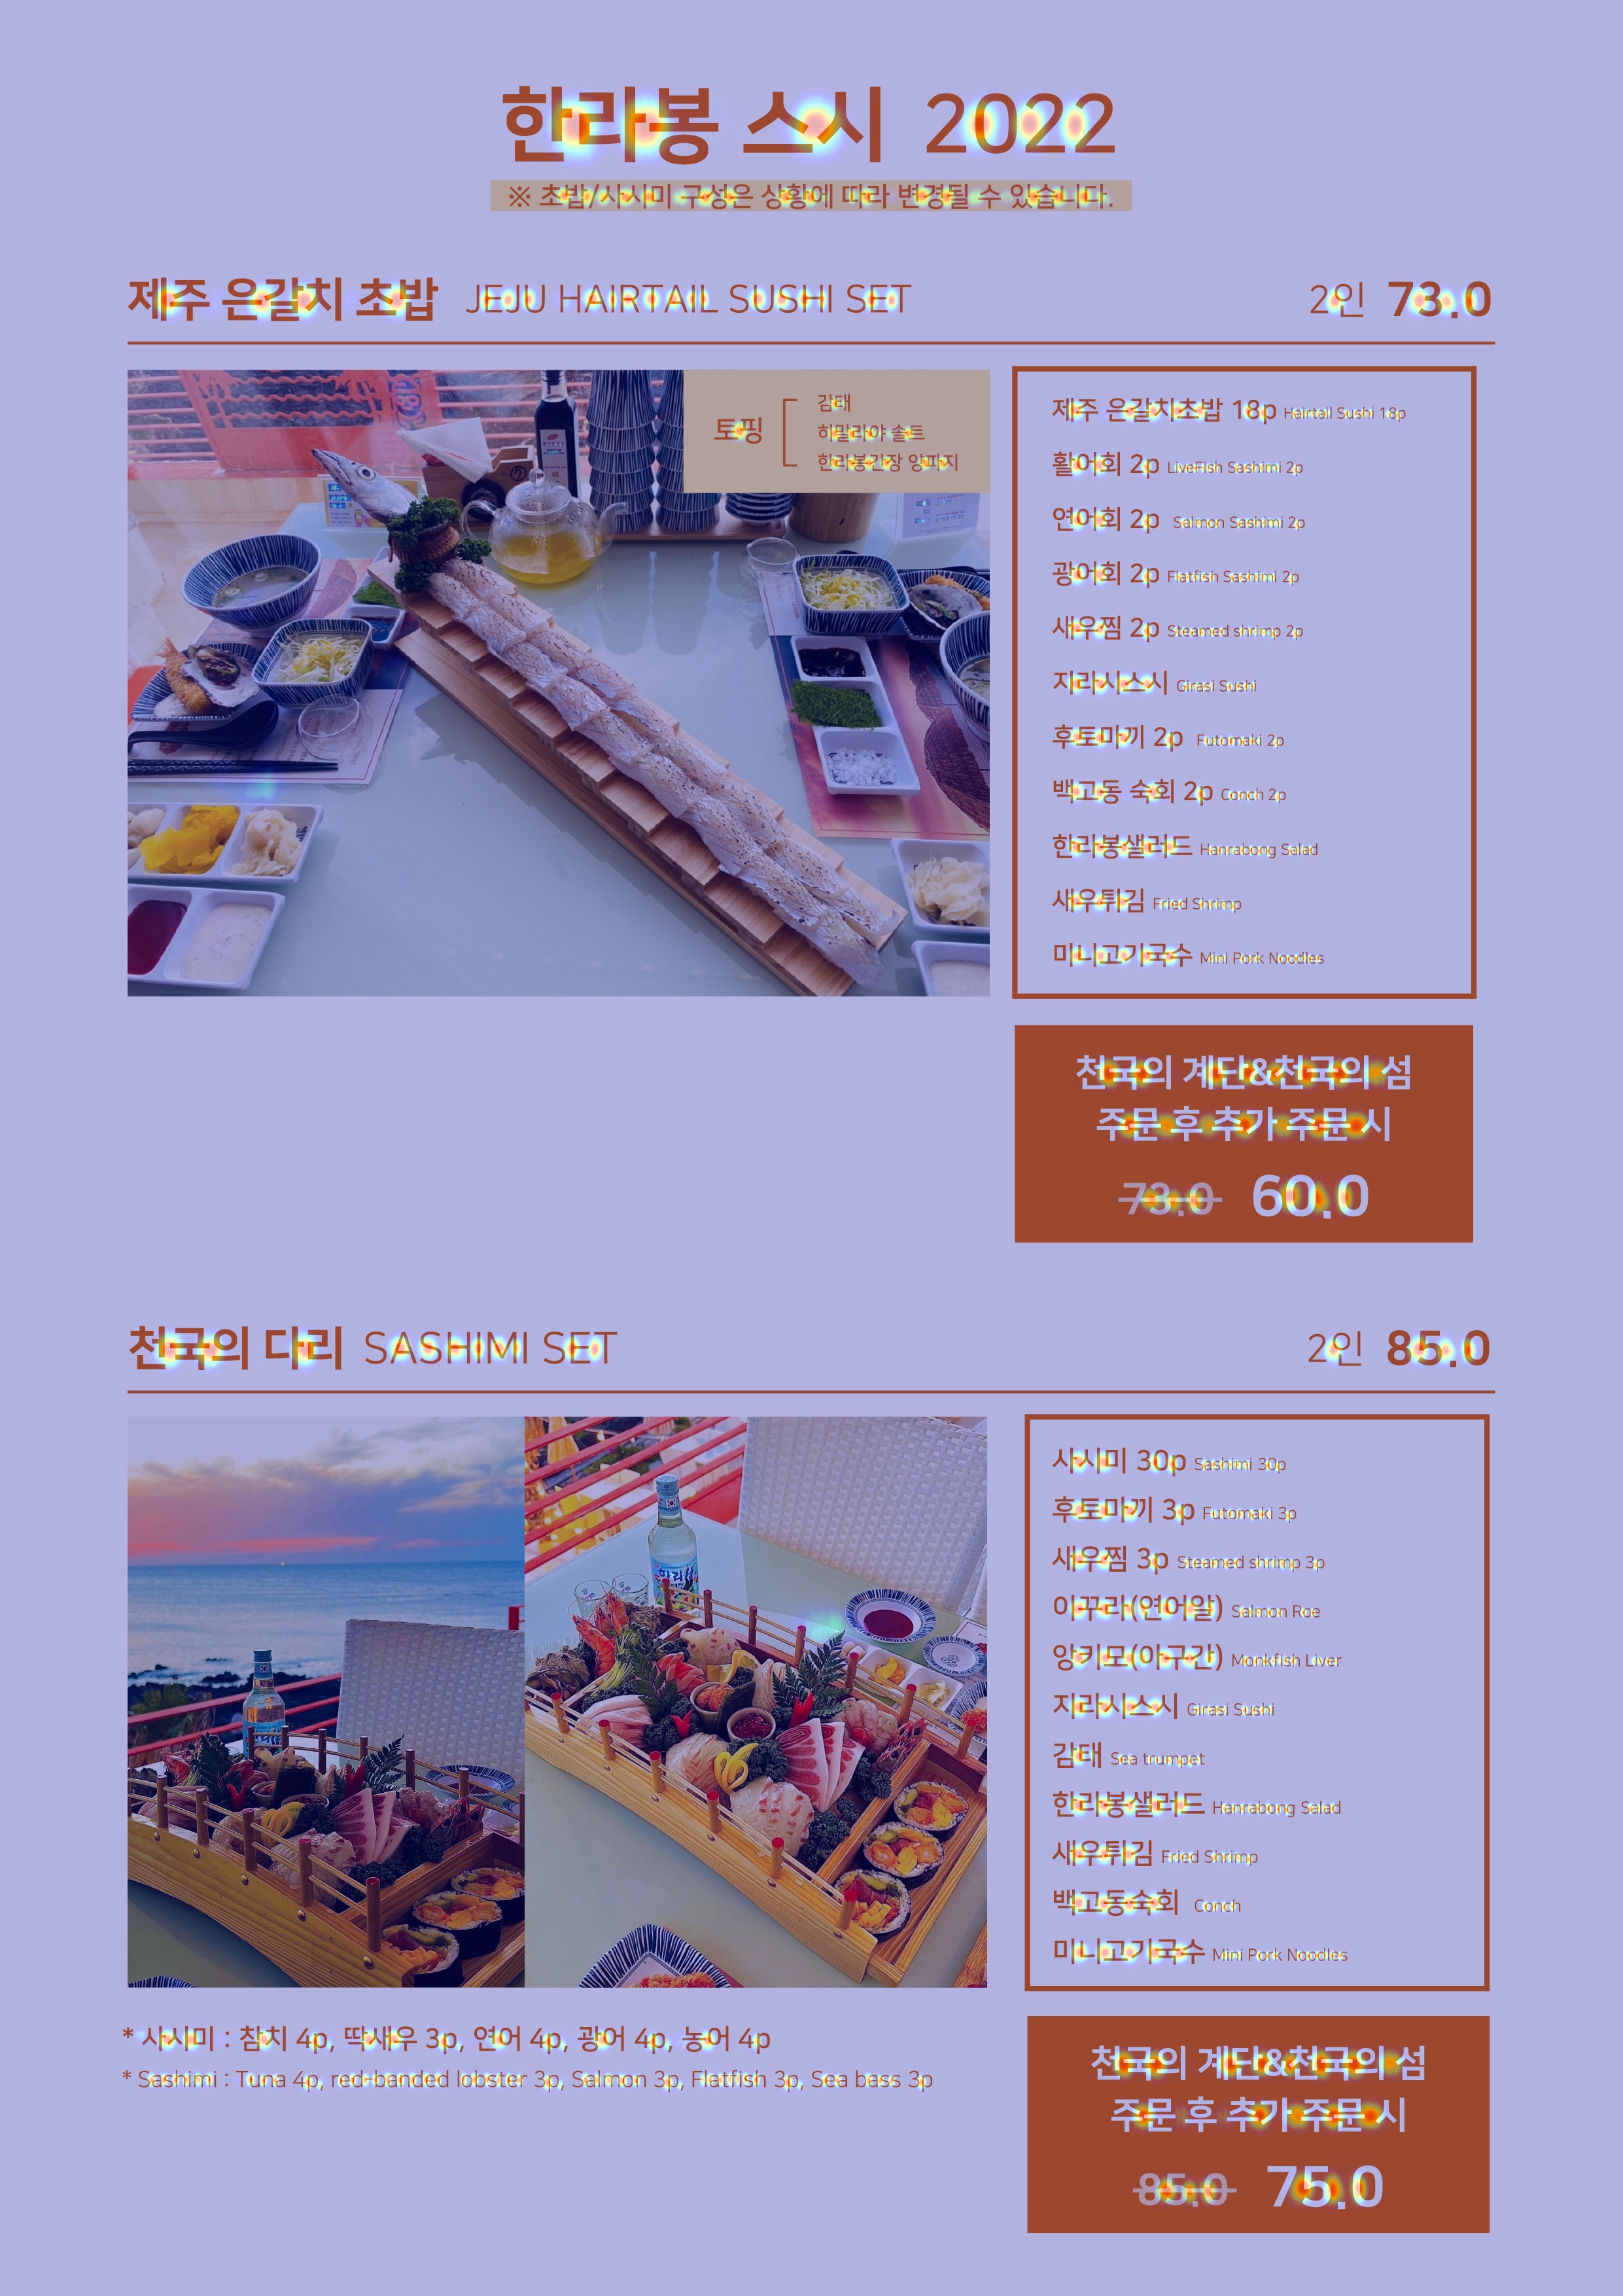 한라봉 스시 2022
※ 초밥/사시미 구성은 상황에 따라 변경될 수 있습니다.
제주 은갈치 초밥 JEJU HAIRTAIL SUSHI SET 2인 73.0
토핑
감태
히말라야 솔트
한라봉간장 양파지
제주 은갈치초밥 18p Hairtail Sushi 18p
활어회 2p LiveFish Sashimi 2p
연어회 2p Salmon Sashimi 2p
광어회 2p Flatfish Sashimi 2p
새우찜 2p Steamed shrimp 2p
지라시스시 Girasi Sushi
후토마끼 2p Futomaki 2p
백고동 숙회 2p Conch 2p
한라봉샐러드 Hanrabong Salad
새우튀김 Fried Shrimp
미니고기국수 Mini Pork Noodles
천국의 계단&천국의 섬
주문 후 추가 주문 시
73.0 60.0
천국의 다리 SASHIMI SET 2인 85.0
사시미 30p Sashimi 30p
후토마끼 3p Futomaki 3p
새우찜 3p Steamed shrimp 3p
이꾸라(연어알) Salmon Roe
앙키모(아구간) Monkfish Liver
지라시스시 Girasi Sushi
감태 Sea trumpet
한라봉샐러드 Hanrabong Salad
새우튀김 Fried Shrimp
백고동숙회 Conch
미니고기국수 Mini Pork Noodles
* 사시미 : 참치 4p, 딱새우 3p, 연어 4p, 광어 4p, 농어 4p
* Sashimi : Tuna 4p, red-banded lobster 3p, Salmon 3p, Flatfish 3p, Sea bass 3p
천국의 계단&천국의 섬
주문 후 추가 주문 시
85.0 75.0